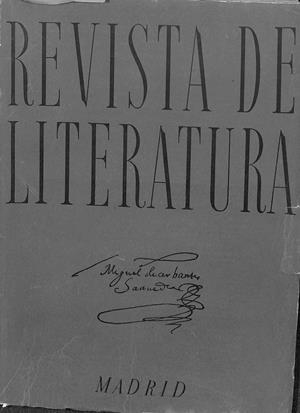 REVISTA DE
LITERATURA
Miguel de cerbantes
Saavedra
MADRID